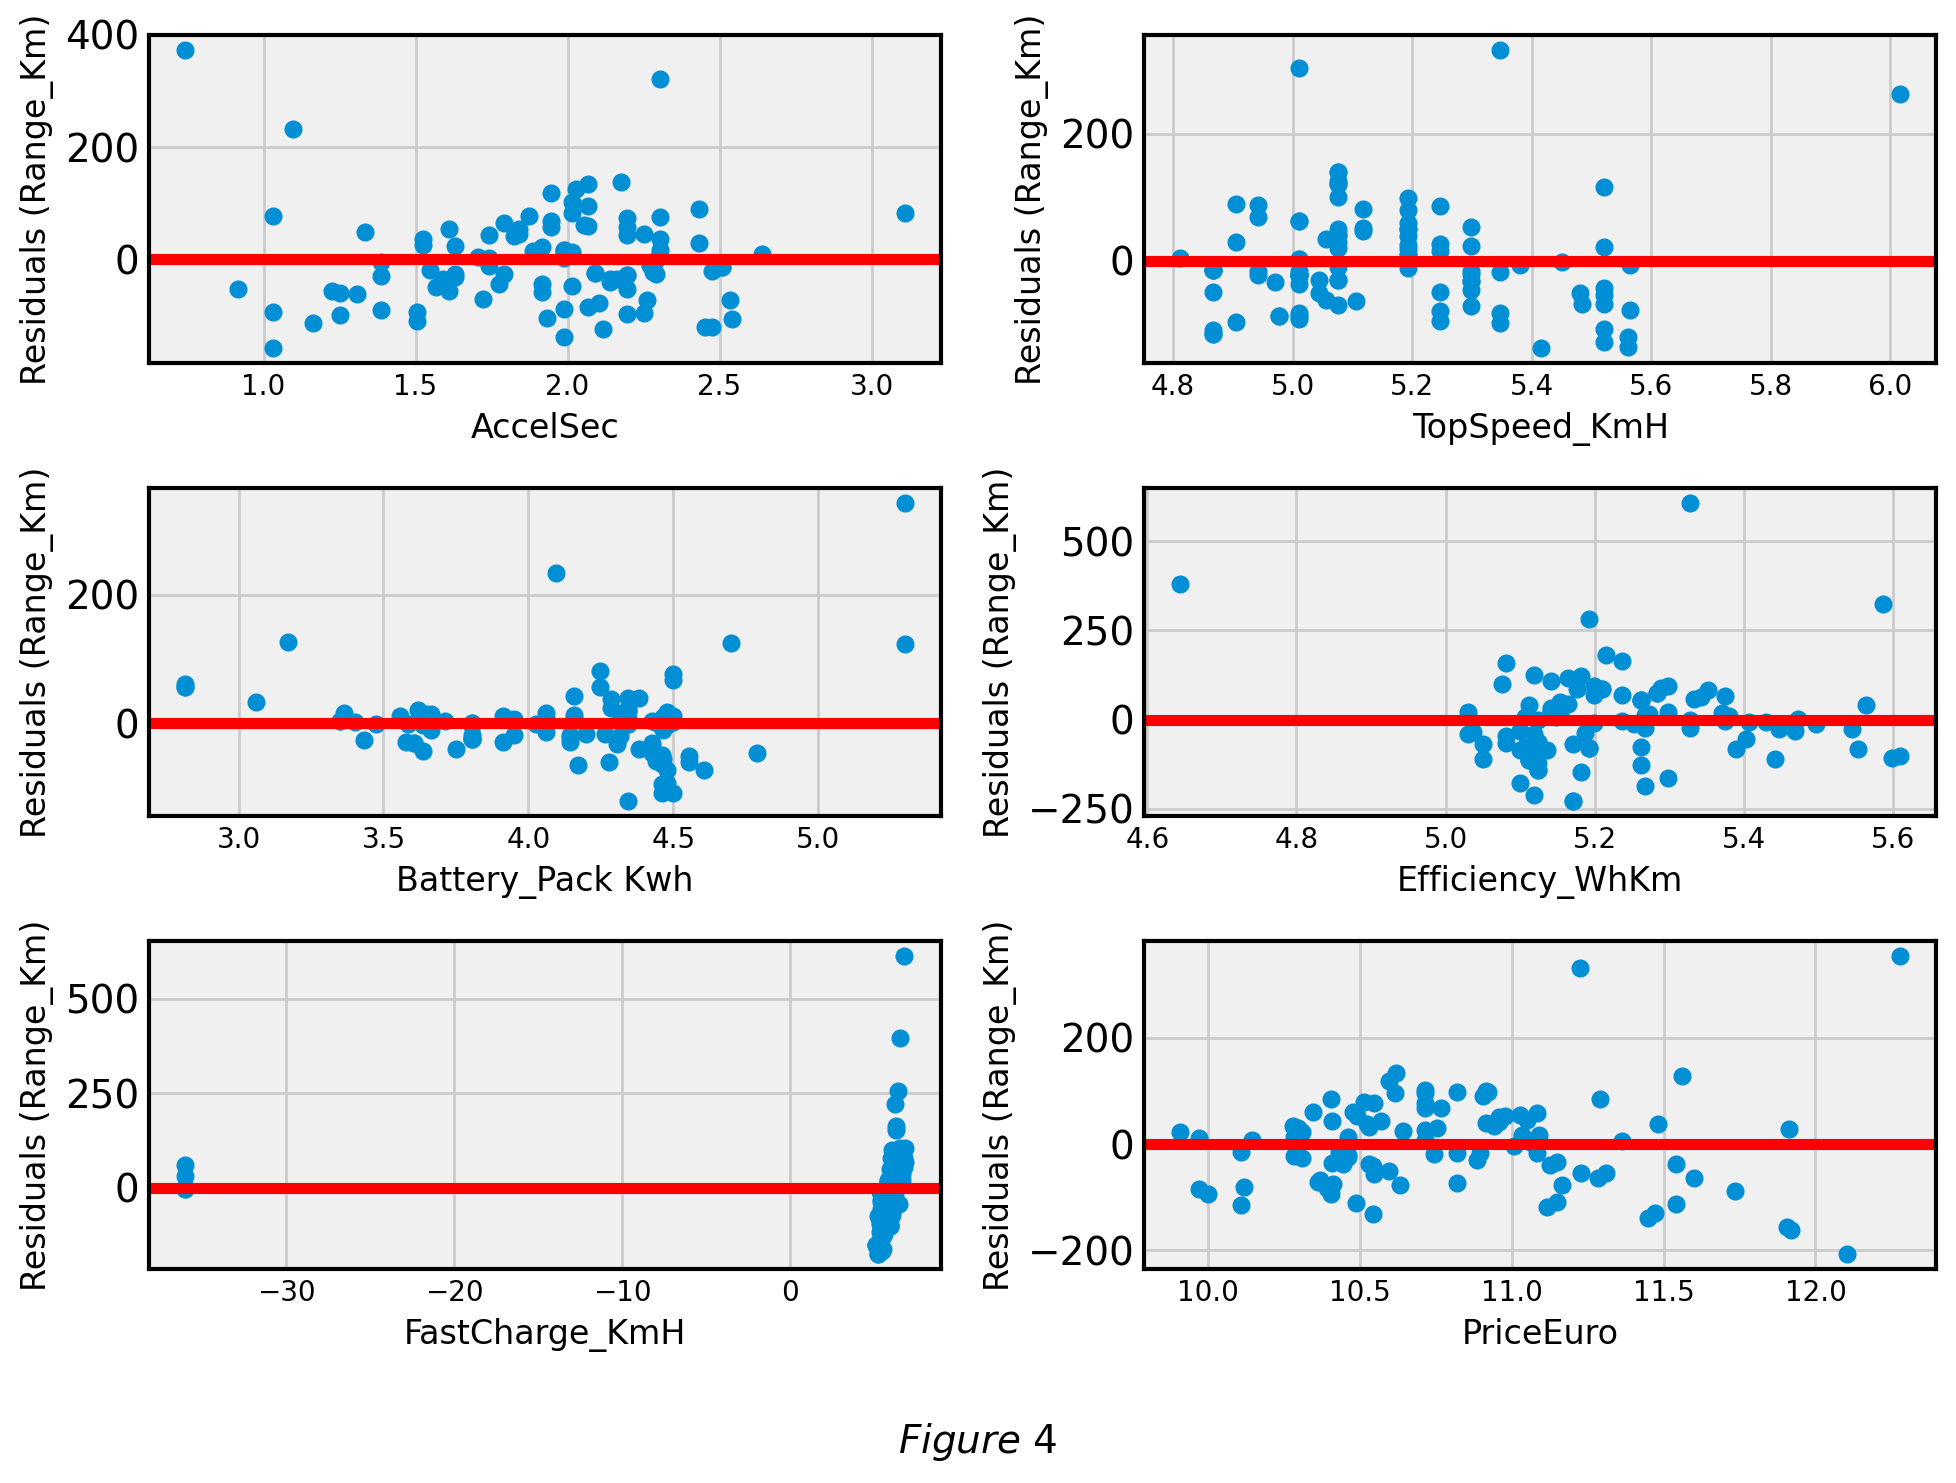 Residuals (Range_Km)
400
200
0
1.0 1.5 2.0 2.5 3.0
AccelSec
Residuals (Range_Km)
200
0
4.8 5.0 5.2 5.4 5.6 5.8 6.0
TopSpeed_KmH
Residuals (Range_Km)
200
0
3.0 3.5 4.0 4.5 5.0
Battery_Pack Kwh
Residuals (Range_Km)
500
250
0
−250
4.6 4.8 5.0 5.2 5.4 5.6
Efficiency_WhKm
Residuals (Range_Km)
500
250
0
−30 −20 −10 0
FastCharge_KmH
Residuals (Range_Km)
200
0
−200
10.0 10.5 11.0 11.5 12.0
PriceEuro
Figure 4